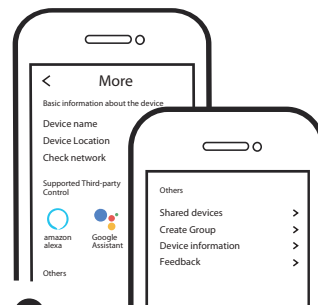 More
Basic information about the device
Device name
Device Location
Check network
Supported Third-party
Control
amazon
alexa
Google
Assistant
Others
Others
Shared devices
Create Group
Device information
Feedback